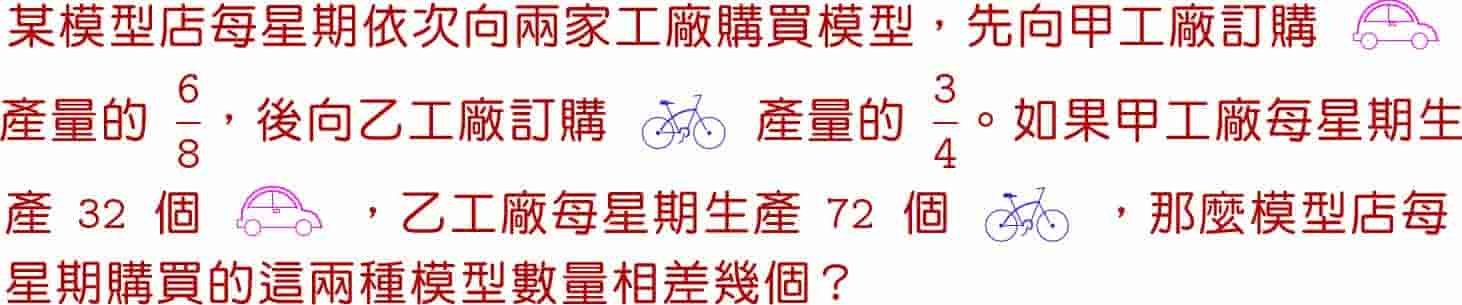 某模型店每星期依次向兩家工廠購買模型，先向甲工廠訂購
產量的 6/8，後向乙工廠訂購 產量的 3/4。如果甲工廠每星期生
產 32 個 ，乙工廠每星期生產 72 個 ，那麼模型店每
星期購買的這兩種模型數量相差幾個？